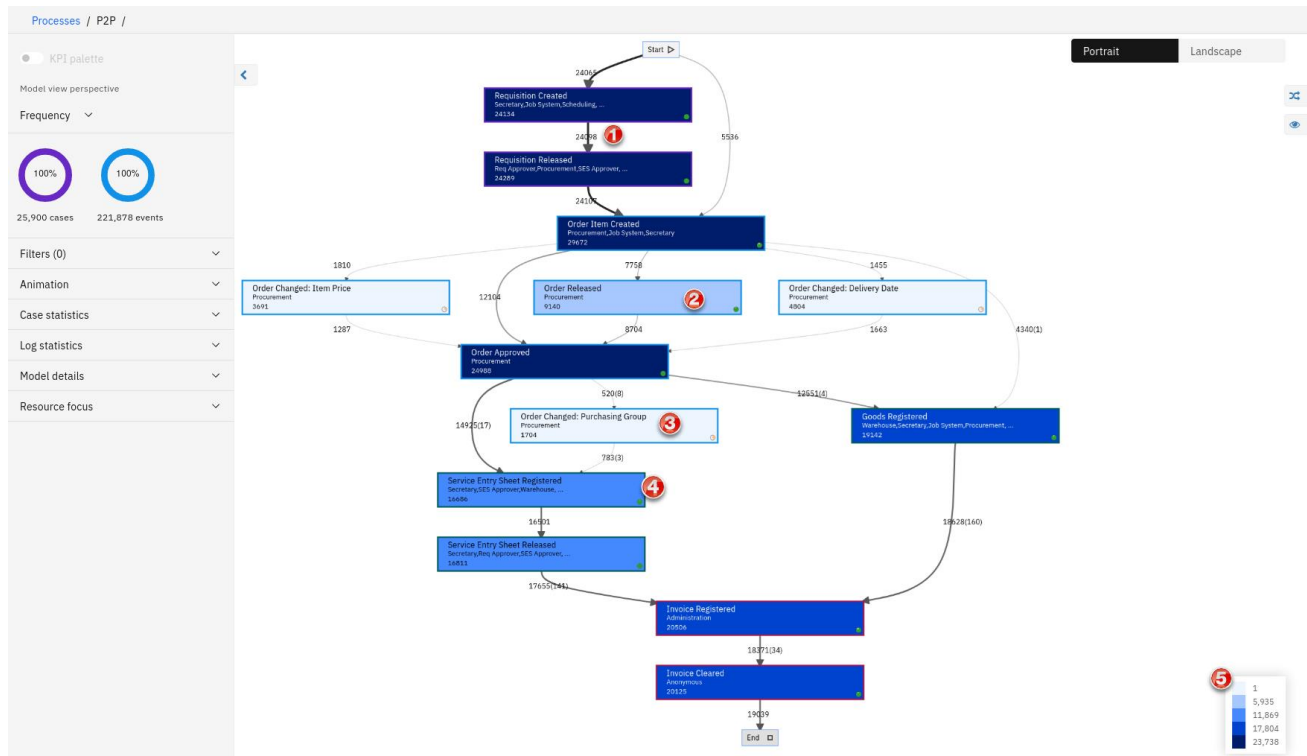 Processes / P2P /
KPI palette
Model view perspective
Frequency
100%
100%
25,900 cases
221,878 events
Filters (0)
Animation
Case statistics
Log statistics
Model details
Resource focus
Portrait
Landscape
Start
24065
5536
Requisition Created
Secretary,Job System,Scheduling, ...
24134
24098
1
Requisition Released
Req Approver,Procurement,SES Approver, ...
24289
24107
Order Item Created
Procurement,Job System,Secretary
29672
1810
7758
1455
12104
4340(1)
Order Changed: Item Price
Procurement
3691
Order Released
Procurement
9140
2
Order Changed: Delivery Date
Procurement
4804
1287
8704
1663
Order Approved
Procurement
24988
520(8)
12551(4)
14925(17)
Order Changed: Purchasing Group
Procurement
1704
3
Goods Registered
Warehouse,Secretary,Job System,Procurement, ...
19142
783(3)
Service Entry Sheet Registered
Secretary,SES Approver,Warehouse, ...
16686
4
16501
18628(160)
Service Entry Sheet Released
Secretary,Req Approver,SES Approver, ...
16811
17655(141)
Invoice Registered
Administration
20506
18371(34)
Invoice Cleared
Anonymous
20125
19039
End
5
1
5,935
11,869
17,804
23,738